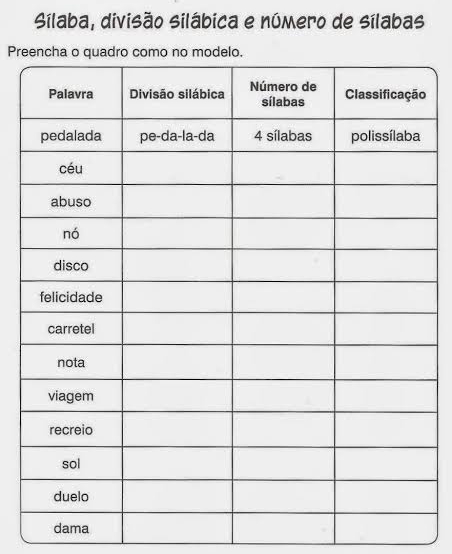 Sílaba, divisão silábica e número de sílabas
Preencha o quadro como no modelo.
Palavra Divisão silábica Número de sílabas Classificação
pedalada pe-da-la-da 4 sílabas polissílaba
céu
abuso
nó
disco
felicidade
carretel
nota
viagem
recreio
sol
duelo
dama